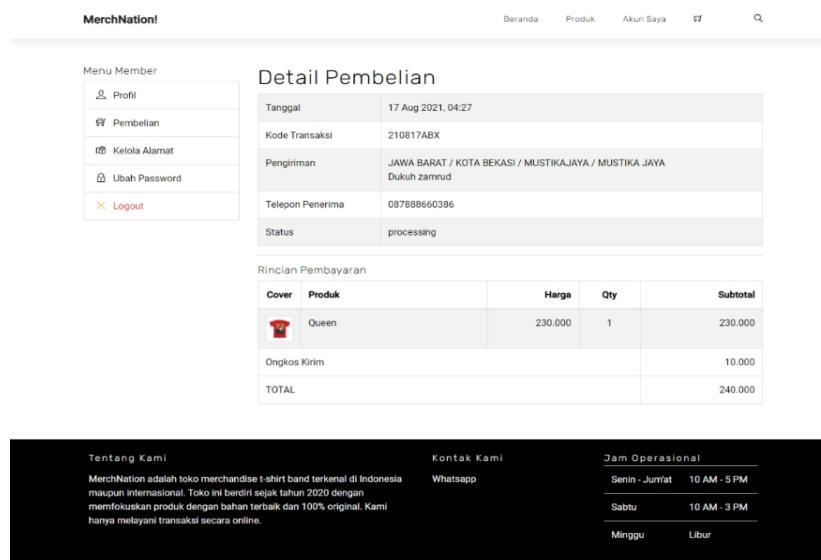 MerchNation!
Beranda Produk Akun Saya
Menu Member
Profil
Pembelian
Kelola Alamat
Ubah Password
Logout
Detail Pembelian
Tanggal 17 Aug 2021, 04:27
Kode Transaksi 210817ABX
Pengiriman JAWA BARAT / KOTA BEKASI / MUSTIKAJAYA / MUSTIKA JAYA
Dukuh zamrud
Telepon Penerima 087888660386
Status processing
Rincian Pembayaran
Cover Produk Harga Qty Subtotal
Queen 230.000 1 230.000
Ongkos Kirim 10.000
TOTAL 240.000
Tentang Kami
MerchNation adalah toko merchandise t-shirt band terkenal di Indonesia
maupun internasional. Toko ini berdiri sejak tahun 2020 dengan
memfokuskan produk dengan bahan terbaik dan 100% original. Kami
hanya melayani transaksi secara online.
Kontak Kami
Whatsapp
Jam Operasional
Senin - Jum'at 10 AM - 5 PM
Sabtu 10 AM - 3 PM
Minggu Libur